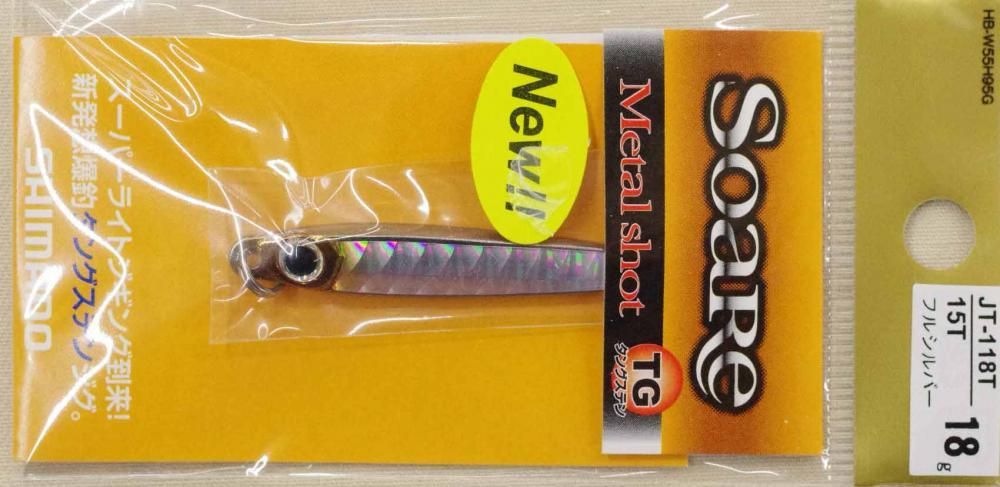 HB-W55H95G
Soare
Metal shot
TG
タングステン
New!!
JT-118T
15T
18g
フルシルバー
スーパーライトジギング到来!
新発想爆釣タングステンジグ。
SHIMANO